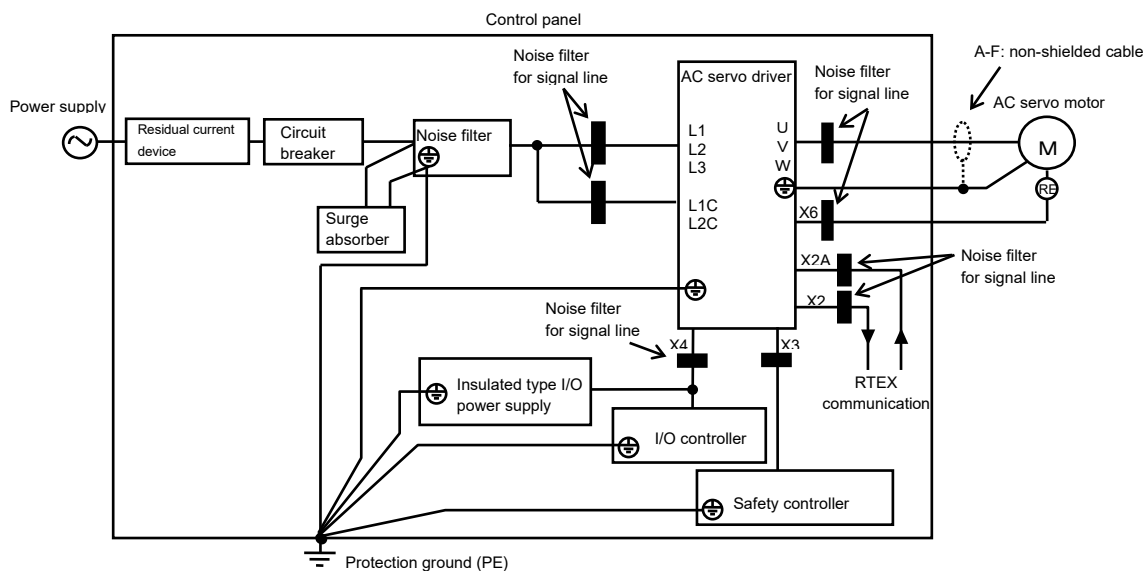 Control panel
Noise filter
for signal line
AC servo driver
Noise filter
for signal line
A-F: non-shielded cable
AC servo motor
Power supply
Residual current
device
Circuit
breaker
Noise filter
L1
L2
L3
U
V
W
M
RE
L1C
L2C
X6
Surge
absorber
X2A
X2
Noise filter
for signal line
Noise filter
for signal line
X4
X3
RTEX
communication
Insulated type I/O
power supply
I/O controller
Safety controller
Protection ground (PE)